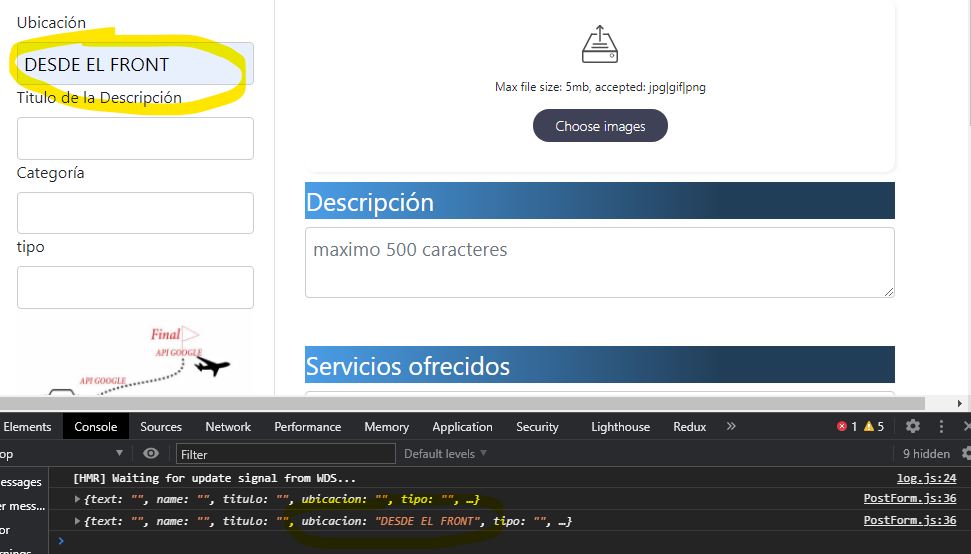 Ubicación
DESDE EL FRONT
Titulo de la Descripción
Categoría
tipo
Final
API GOOGLE
API GOOGLE
Max file size: 5mb, accepted: jpg|gif|png
Choose images
Descripción
maximo 500 caracteres
Servicios ofrecidos
Elements Console Sources Network Performance Memory Application Security Lighthouse Redux » 1 5
op Filter Default levels 9 hidden
essages
er mess...
or
rnings
[HMR] Waiting for update signal from WDS... log.js:24
{text: "", name: "", titulo: "", ubicacion: "", tipo: "", …} PostForm.js:36
{text: "", name: "", titulo: "", ubicacion: "DESDE EL FRONT", tipo: "", …} PostForm.js:36
>